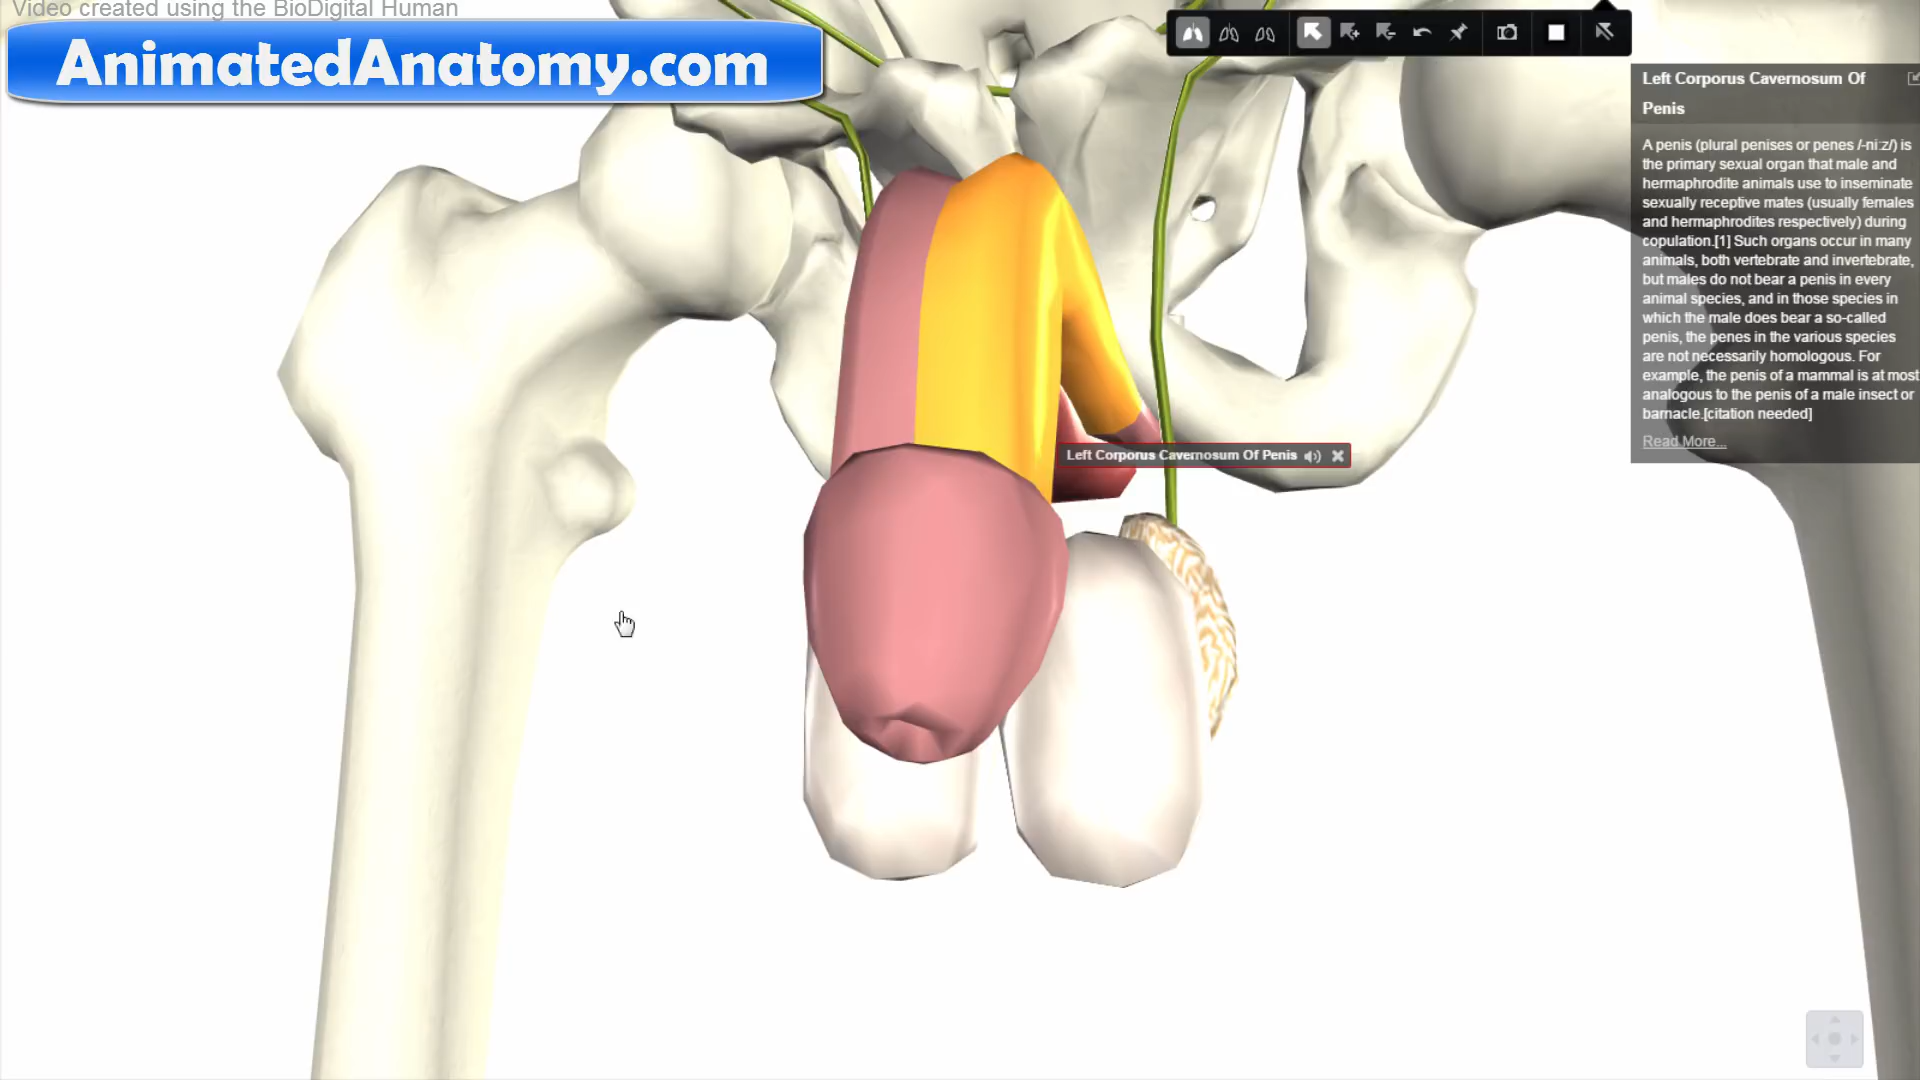 Video created using the BioDigital Human
AnimatedAnatomy.com
Left Corporus Cavernosum Of
Penis
A penis (plural penises or penes /-niːz/) is
the primary sexual organ that male and
hermaphrodite animals use to inseminate
sexually receptive mates (usually females
and hermaphrodites respectively) during
copulation.[1] Such organs occur in many
animals, both vertebrate and invertebrate,
but males do not bear a penis in every
animal species, and in those species in
which the male does bear a so-called
penis, the penes in the various species
are not necessarily homologous. For
example, the penis of a mammal is at most
analogous to the penis of a male insect or
barnacle.[citation needed]
Read More...
Left Corporus Cavernosum Of Penis